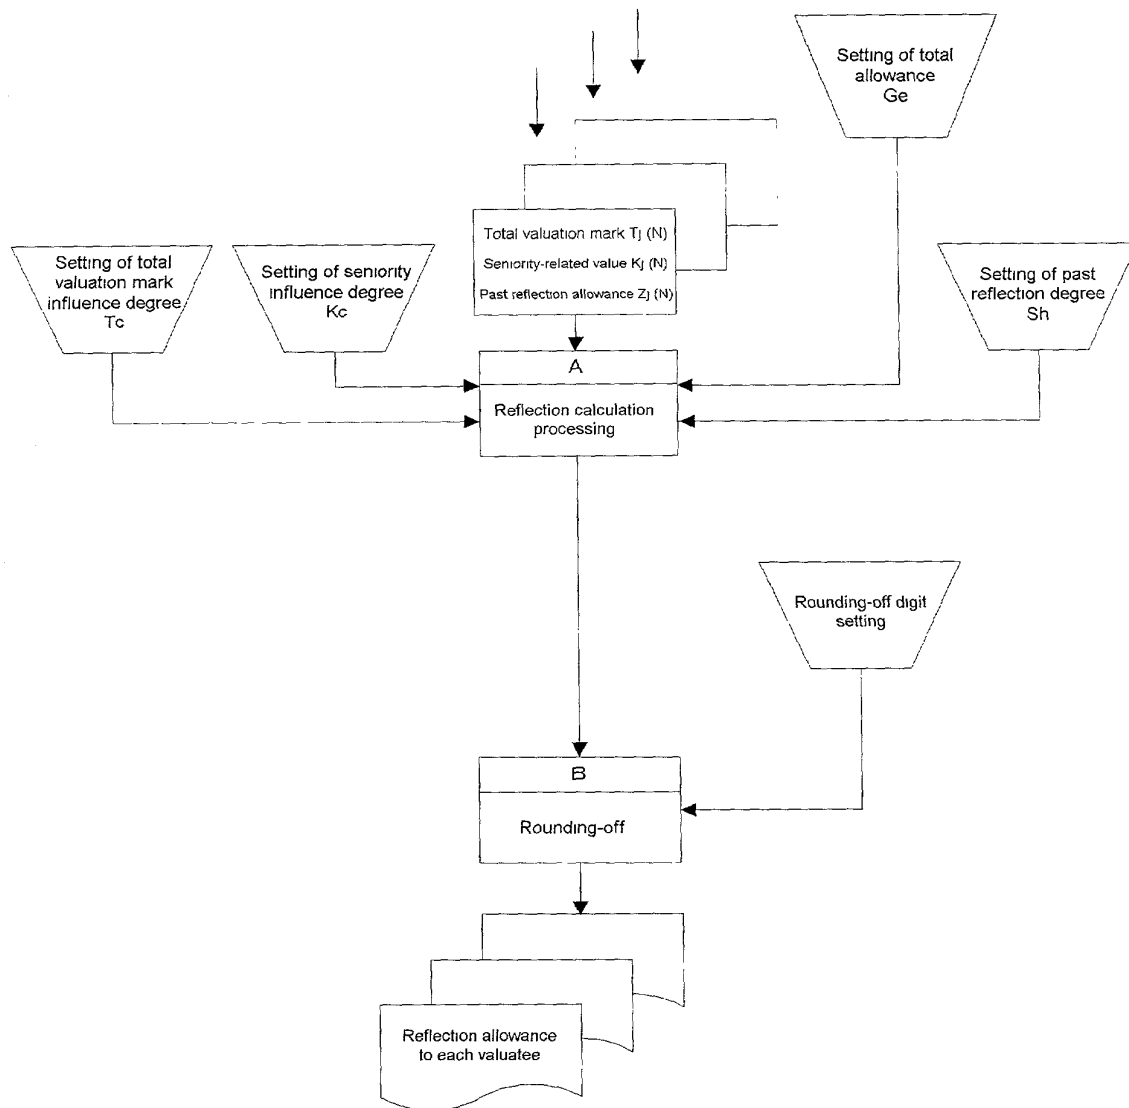 Setting of total
allowance
Ge
Total valuation mark Tj (N)
Seniority-related value Kj (N)
Past reflection allowance Zj (N)
Setting of total
valuation mark
influence degree
Tc
Setting of seniority
influence degree
Kc
Setting of past
reflection degree
Sh
A
Reflection calculation
processing
Rounding-off digit
setting
B
Rounding-off
Reflection allowance
to each valuatee